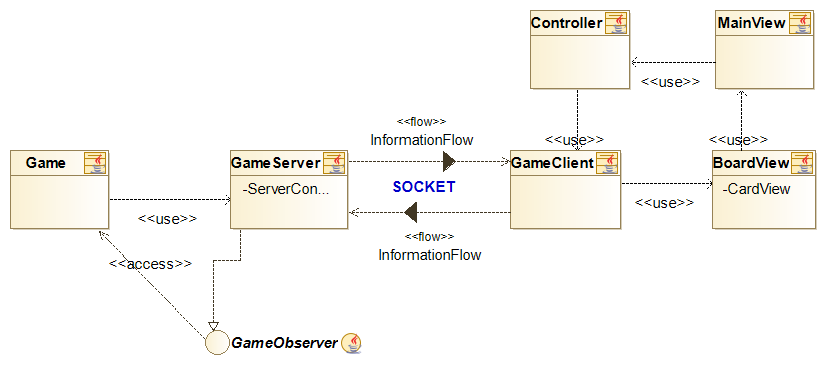 Controller
MainView
<<use>>
<<flow>>
InformationFlow
<<use>>
<<use>>
Game
GameServer
GameClient
BoardView
-ServerCon...
SOCKET
-CardView
<<use>>
<<use>>
<<flow>>
InformationFlow
<<access>>
GameObserver